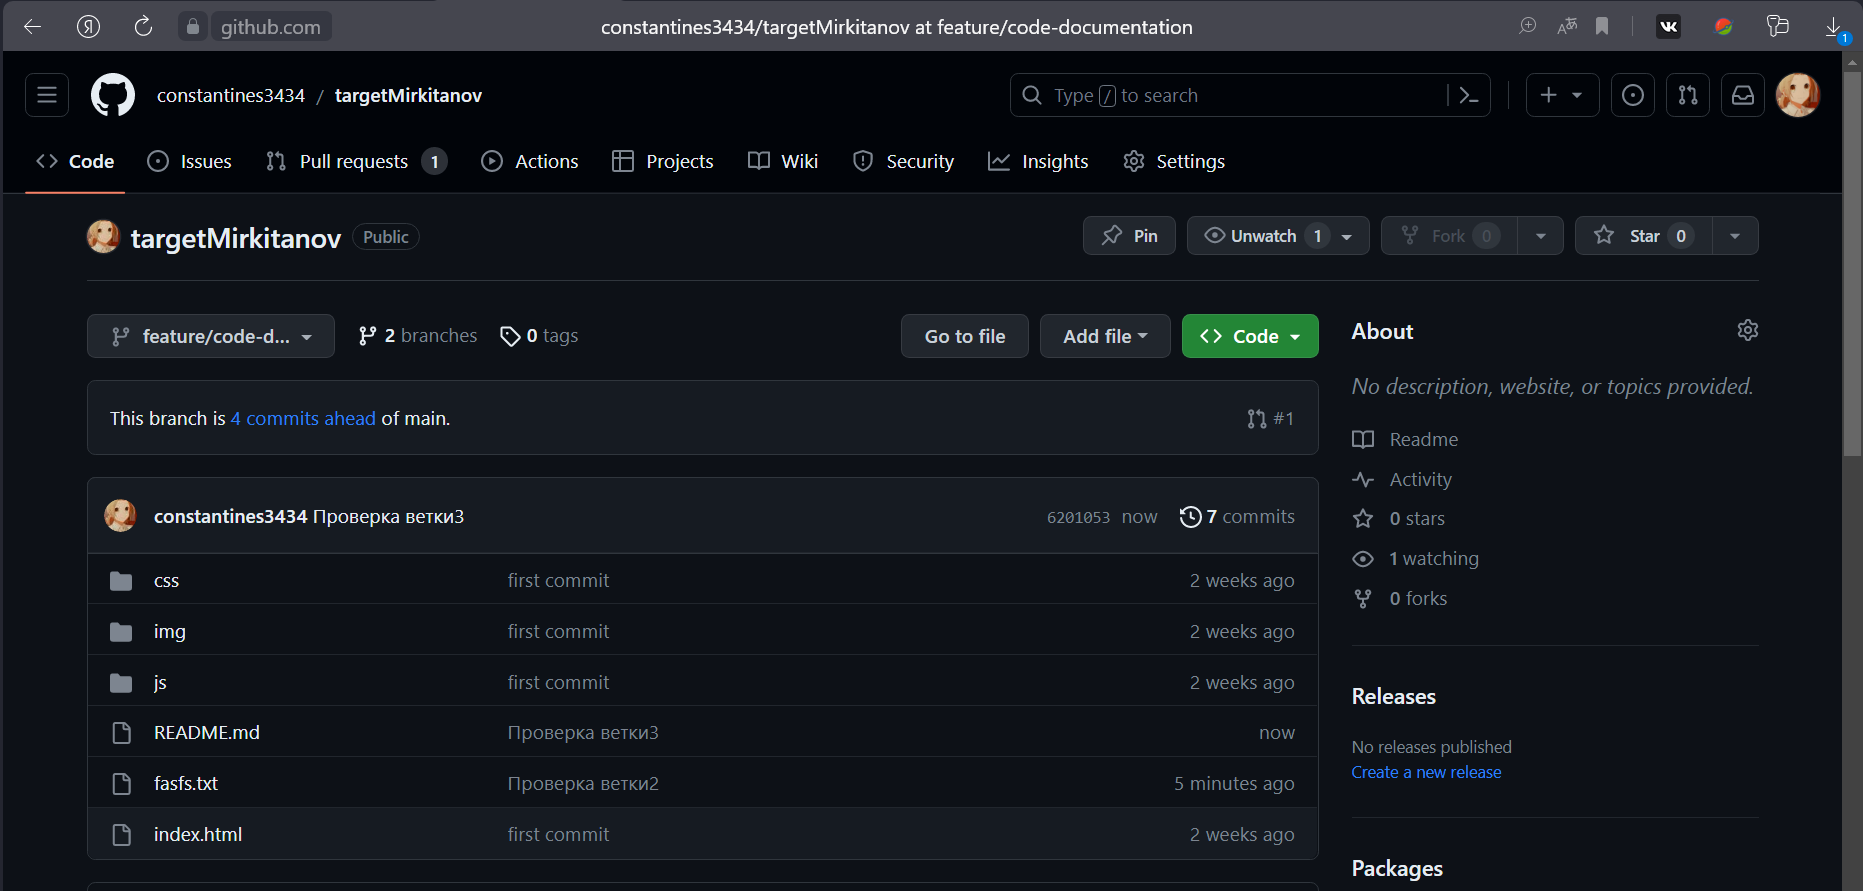 github.com
constantines3434/targetMirkitanov at feature/code-documentation
1
constantines3434 / targetMirkitanov
Type / to search
Code
Issues
Pull requests 1
Actions
Projects
Wiki
Security
Insights
Settings
targetMirkitanov Public
Pin
Unwatch 1
Fork 0
Star 0
feature/code-d...
2 branches
0 tags
Go to file
Add file
Code
This branch is 4 commits ahead of main.
#1
constantines3434 Проверка ветки3
6201053 now
7 commits
css first commit 2 weeks ago
img first commit 2 weeks ago
js first commit 2 weeks ago
README.md Проверка ветки3 now
fasfs.txt Проверка ветки2 5 minutes ago
index.html first commit 2 weeks ago
About
No description, website, or topics provided.
Readme
Activity
0 stars
1 watching
0 forks
Releases
No releases published
Create a new release
Packages